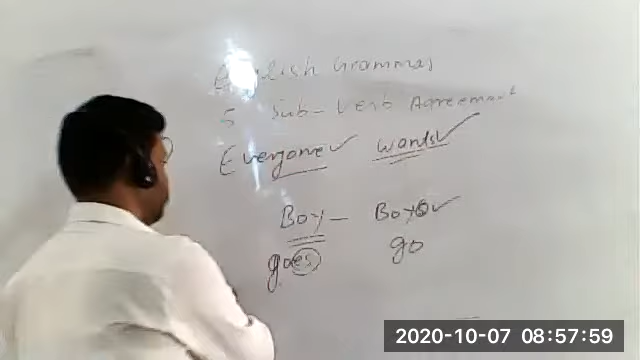 English Grammar
5 Sub-Verb Agreement
Everyone✓ wants✓
Boy - Boys✓
goes go
2020-10-07 08:57:59